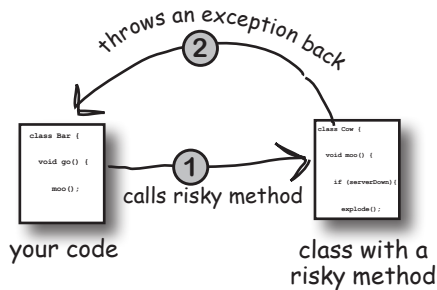 throws an exception back
2
class Bar {
void go() {
moo();
1
calls risky method
class Cow {
void moo() {
if (serverDown){
explode();
your code
class with a
risky method